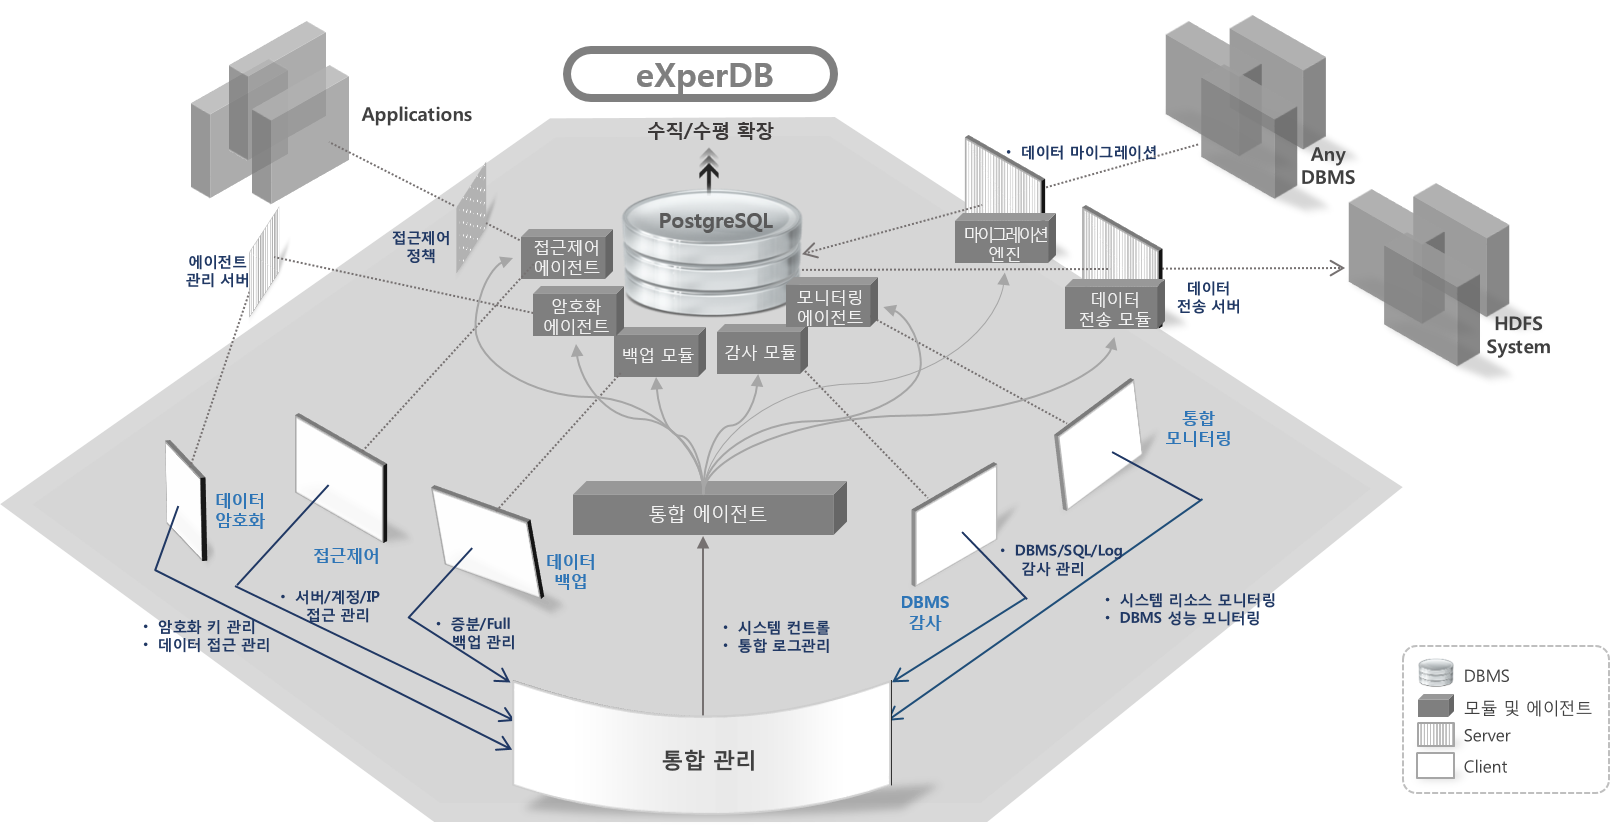 eXperDB
수직/수평 확장
Applications
• 데이터 마이그레이션
Any
DBMS
PostgreSQL
접근제어
정책
접근제어
에이전트
마이그레이션
엔진
에이전트
관리 서버
암호화
에이전트
모니터링
에이전트
데이터
전송 모듈
데이터
전송 서버
HDFS
System
백업 모듈
감사 모듈
통합
모니터링
데이터
암호화
통합 에이전트
접근제어
데이터
백업
• DBMS/SQL/Log
감사 관리
DBMS
감사
• 서버/계정/IP
접근 관리
• 시스템 리소스 모니터링
• DBMS 성능 모니터링
• 암호화 키 관리
• 데이터 접근 관리
• 증분/Full
백업 관리
• 시스템 컨트롤
• 통합 로그관리
통합 관리
DBMS
모듈 및 에이전트
Server
Client